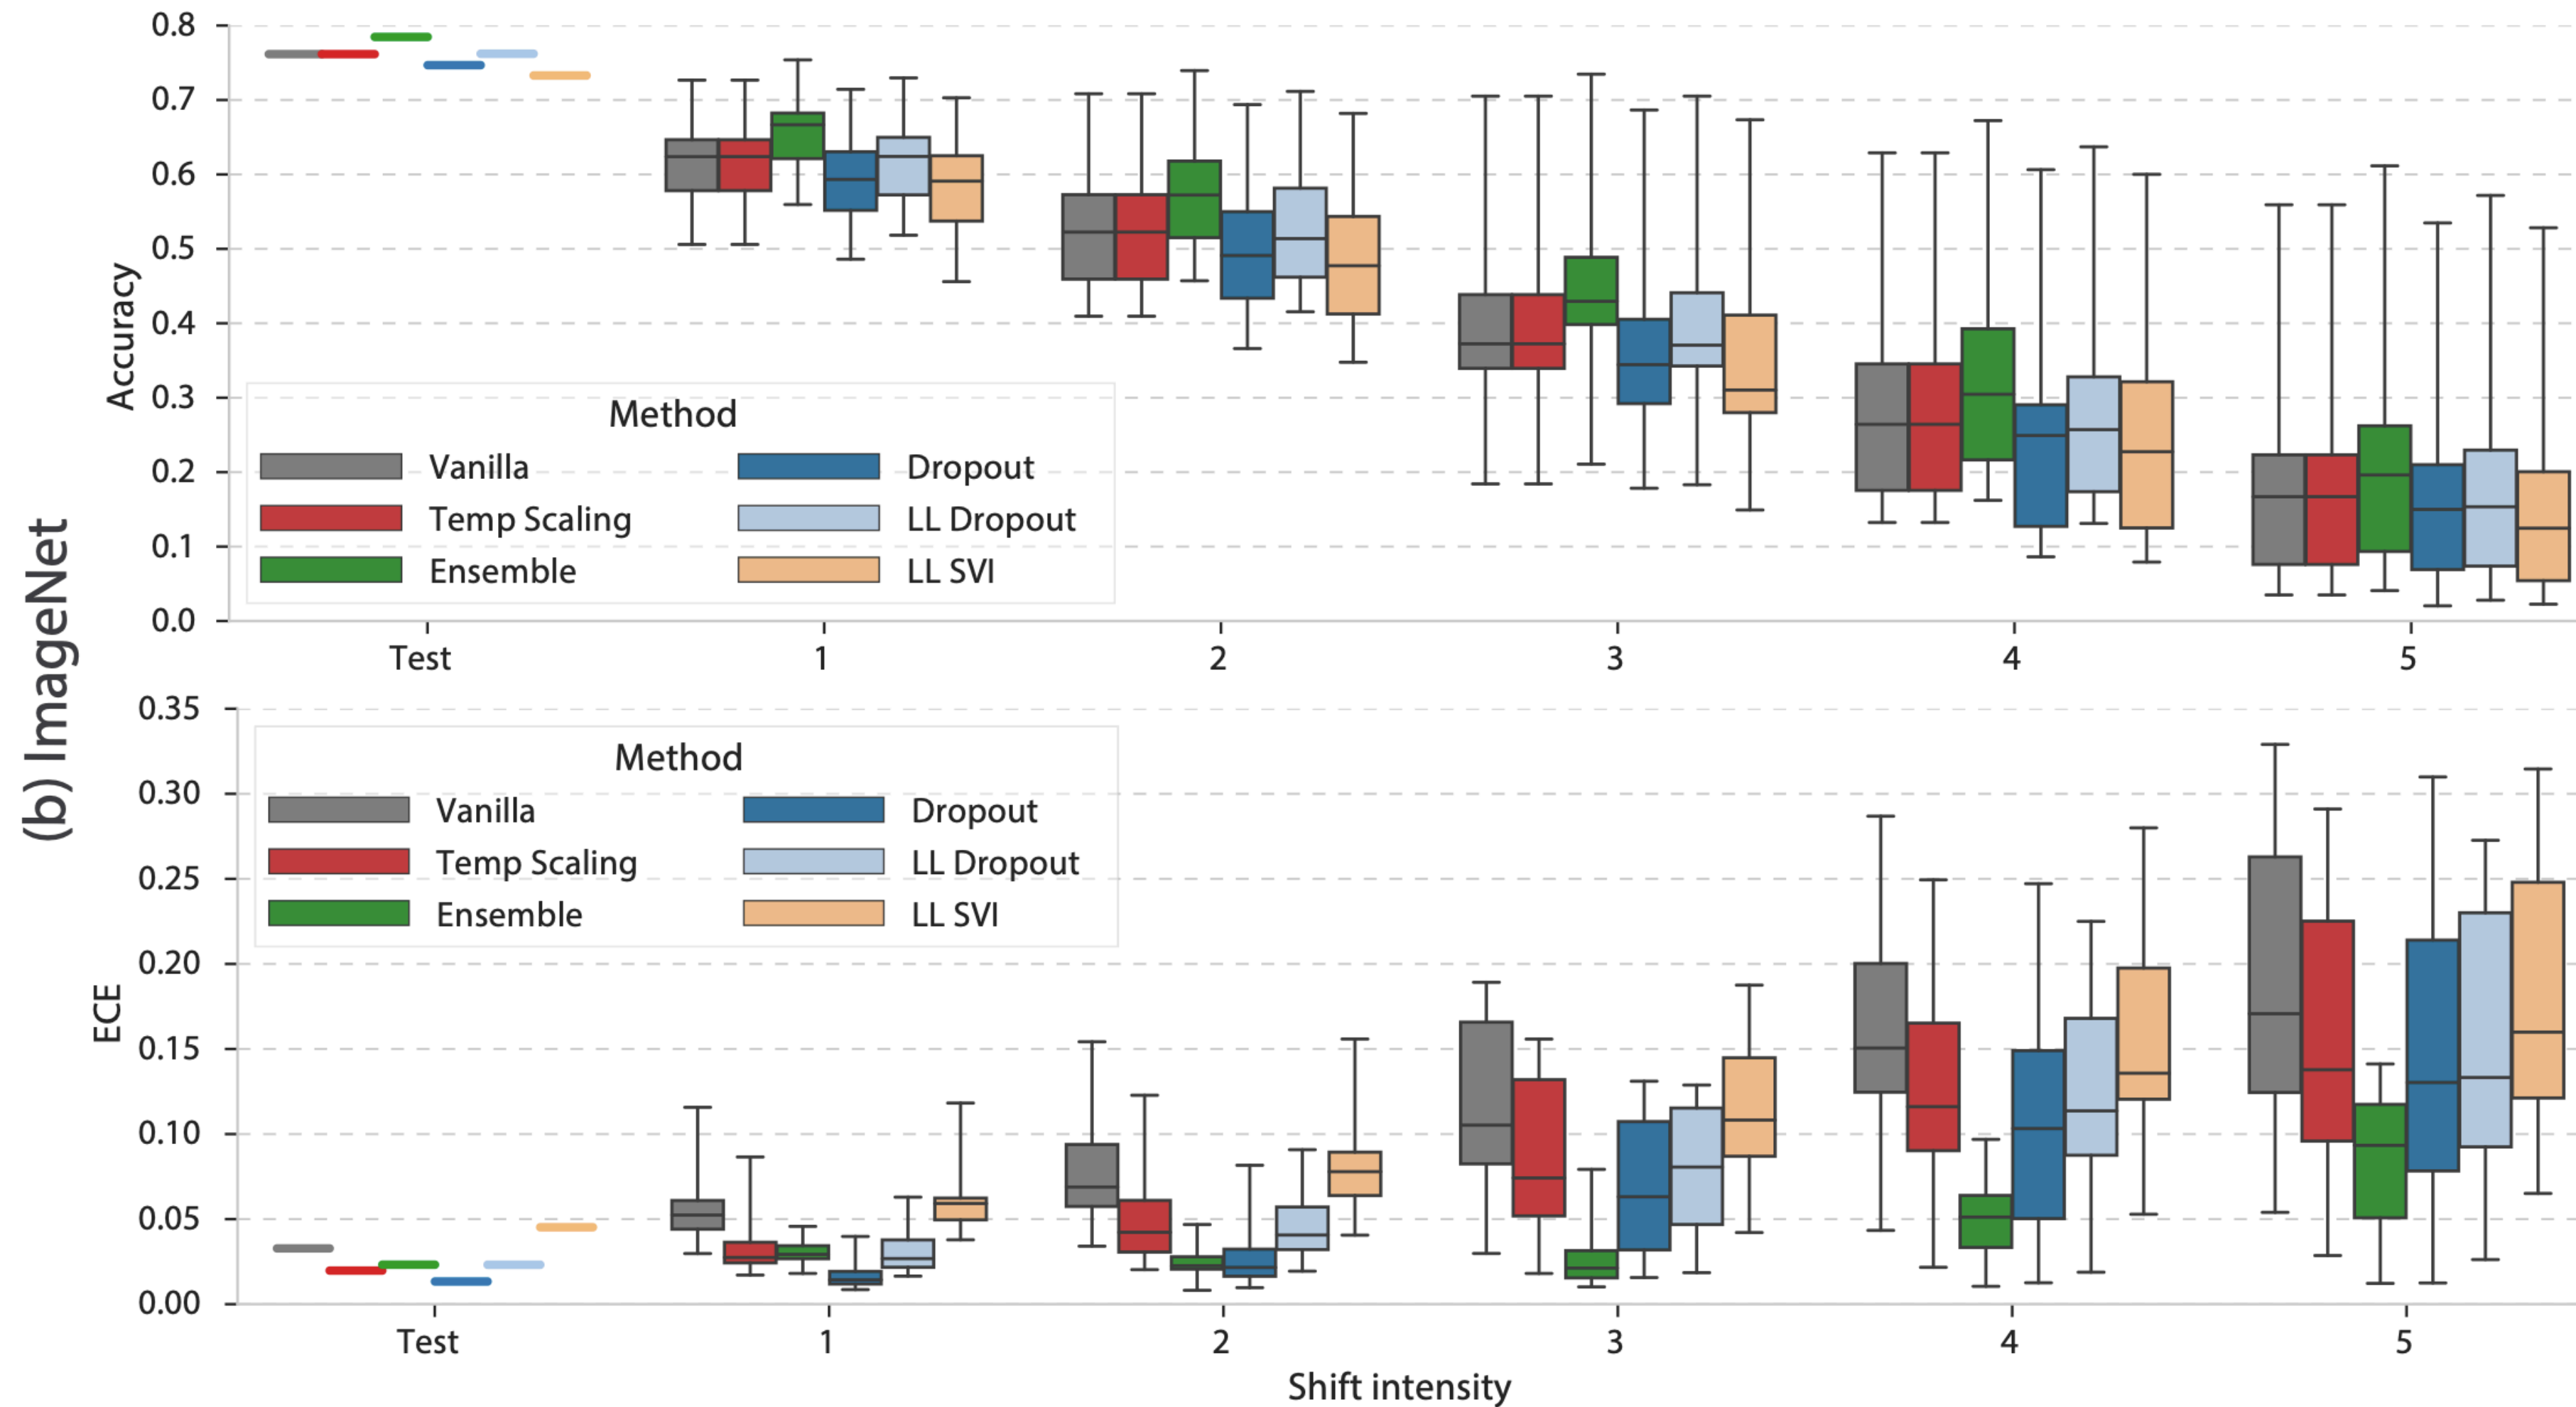 (b) ImageNet
Accuracy
0.8
0.7
0.6
0.5
0.4
0.3
0.2
0.1
0.0
Method
Vanilla
Temp Scaling
Ensemble
Dropout
LL Dropout
LL SVI
Test 1 2 3 4 5
ECE
0.35
0.30
0.25
0.20
0.15
0.10
0.05
0.00
Method
Vanilla
Temp Scaling
Ensemble
Dropout
LL Dropout
LL SVI
Test 1 2 3 4 5
Shift intensity